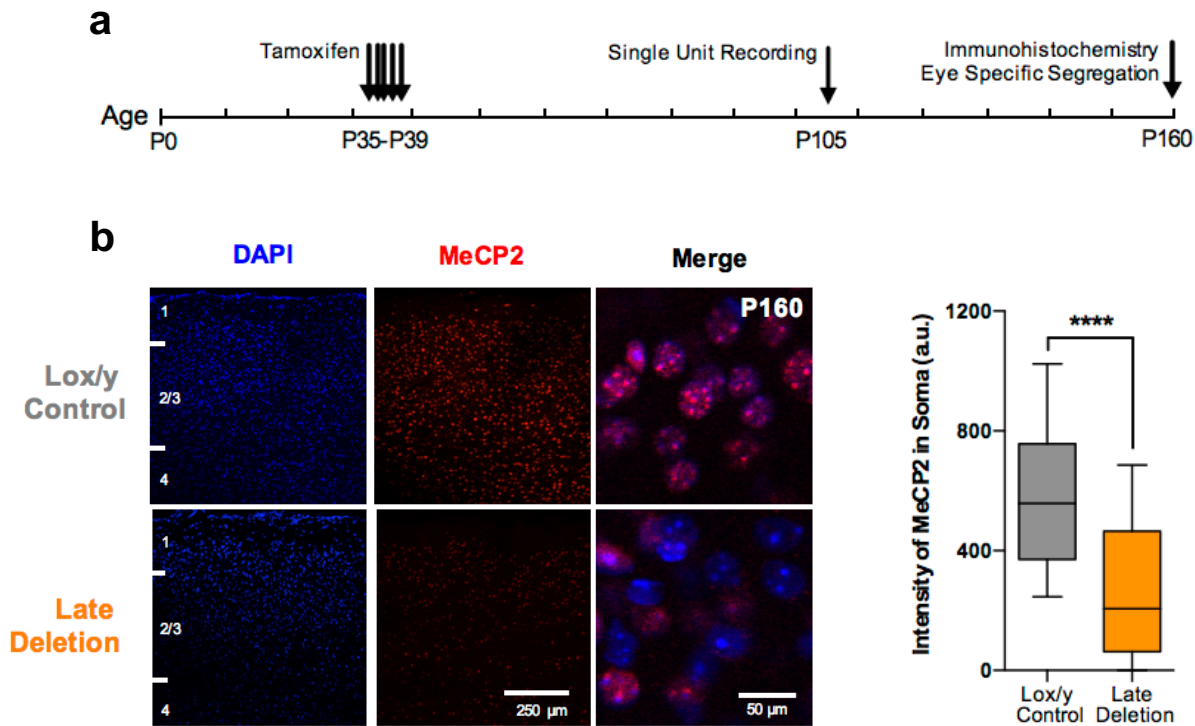 a
Tamoxifen
Single Unit Recording
Immunohistochemistry
Eye Specific Segregation
Age
P0
P35-P39
P105
P160
b
DAPI
MeCP2
Merge
Lox/y
Control
1
2/3
4
P160
Late
Deletion
1
2/3
4
250 µm
50 µm
Intensity of MeCP2 in Soma (a.u.)
1200
800
400
0
****
Lox/y
Control
Late
Deletion